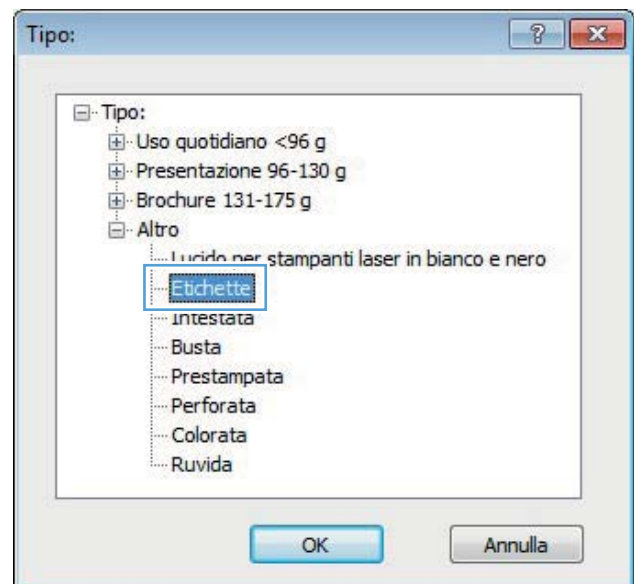 Tipo:
Tipo:
Uso quotidiano <96 g
Presentazione 96-130 g
Brochure 131-175 g
Altro
Lucido per stampanti laser in bianco e nero
Etichette
Intestata
Busta
Prestampata
Perforata
Colorata
Ruvida
OK Annulla